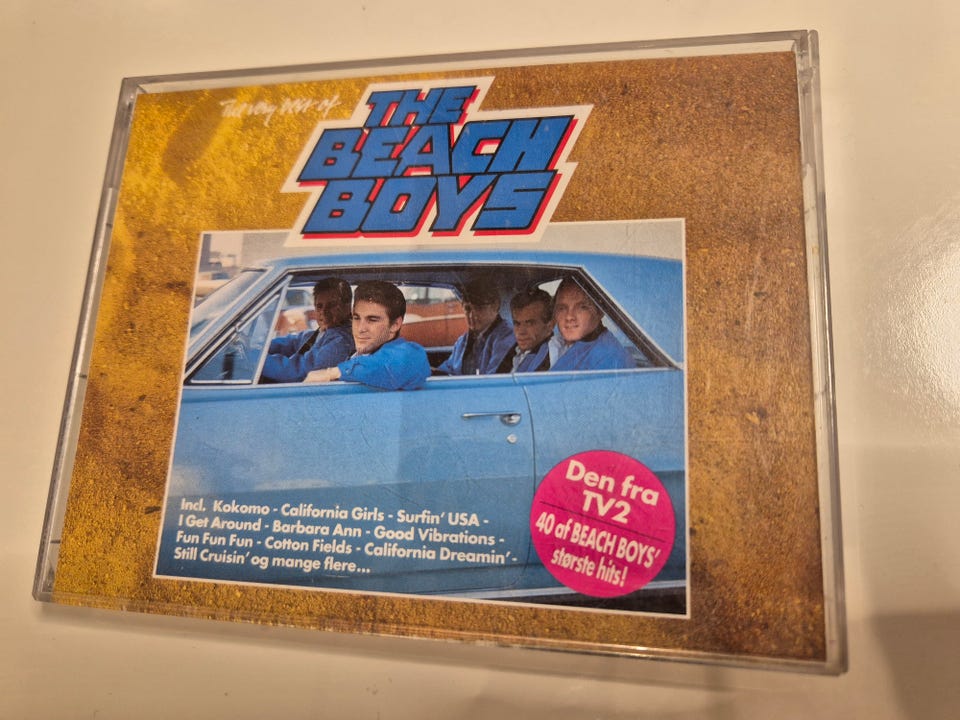 The very best of
THE
BEACH
BOYS
Incl. Kokomo - California Girls - Surfin' USA -
I Get Around - Barbara Ann - Good Vibrations -
Fun Fun Fun - Cotton Fields - California Dreamin' -
Still Cruisin' og mange flere...
Den fra
TV2
40 af BEACH BOYS'
største hits!